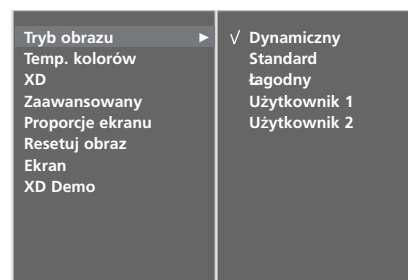 Tryb obrazu ►
Temp. kolorów
XD
Zaawansowany
Proporcje ekranu
Resetuj obraz
Ekran
XD Demo
√ Dynamiczny
Standard
Łagodny
Użytkownik 1
Użytkownik 2